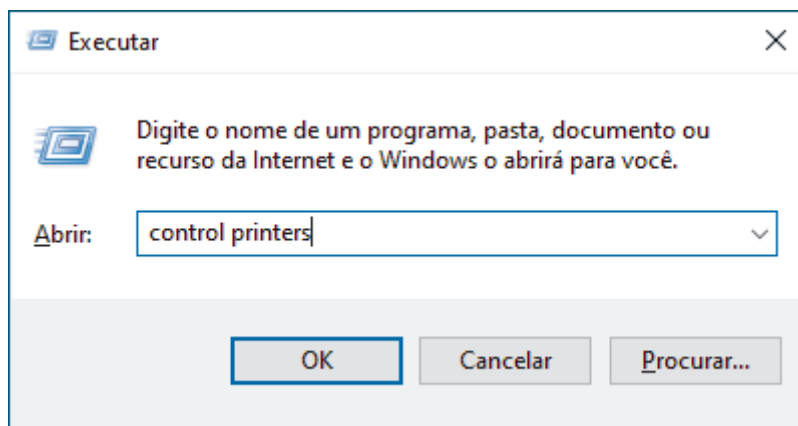 Executar
Digite o nome de um programa, pasta, documento ou
recurso da Internet e o Windows o abrirá para você.
Abrir: control printers
OK Cancelar Procurar...